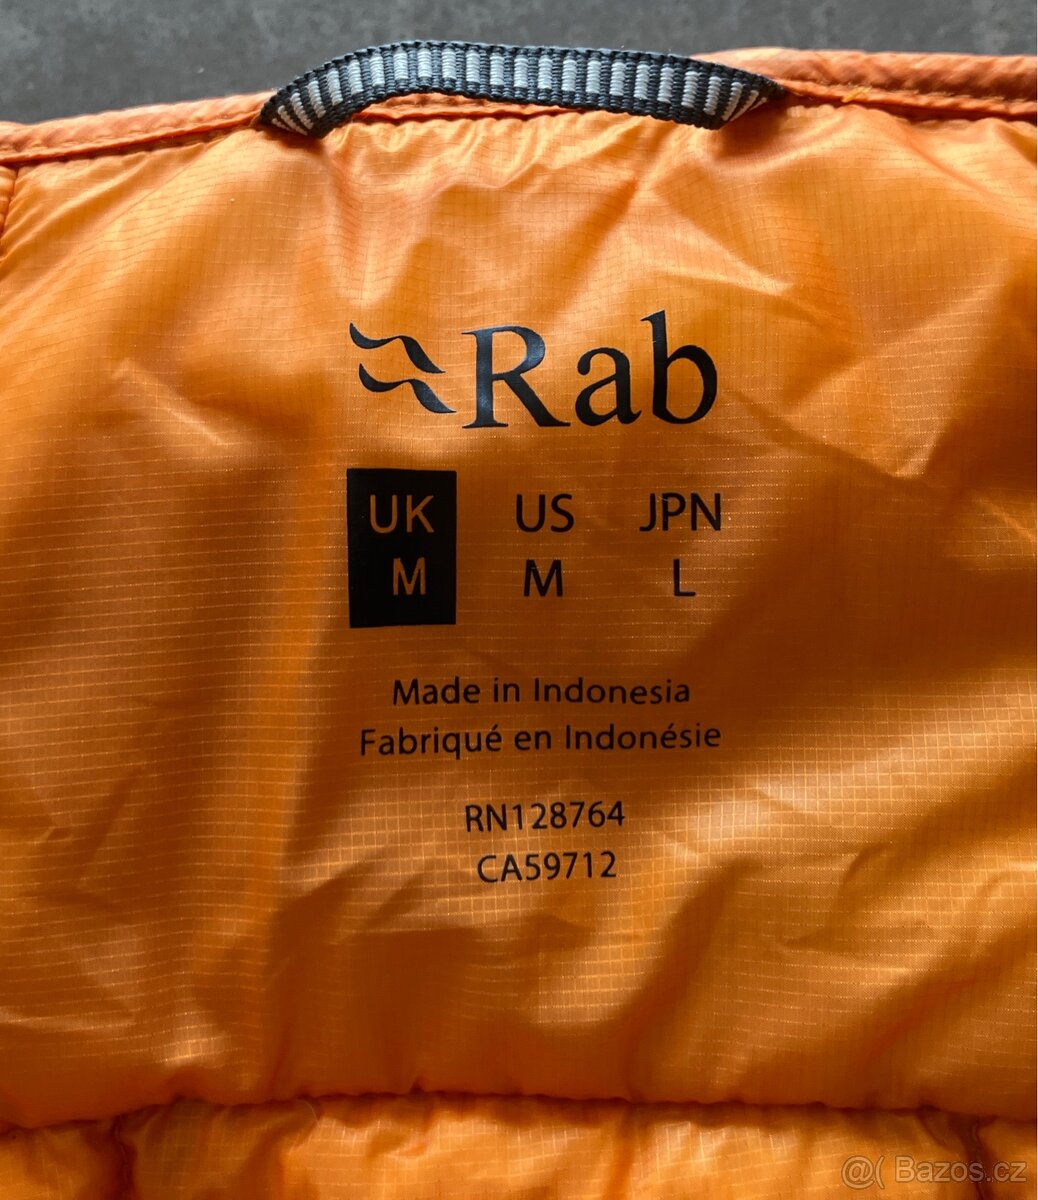 Rab
UK US JPN
M M L
Made in Indonesia
Fabriqué en Indonésie
RN128764
CA59712
@( Bazos.cz